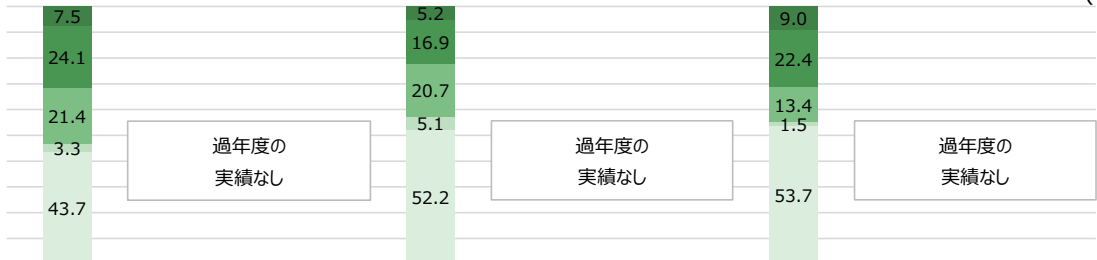 7.5
24.1
21.4
3.3
43.7
過年度の
実績なし
5.2
16.9
20.7
5.1
52.2
過年度の
実績なし
9.0
22.4
13.4
1.5
53.7
過年度の
実績なし